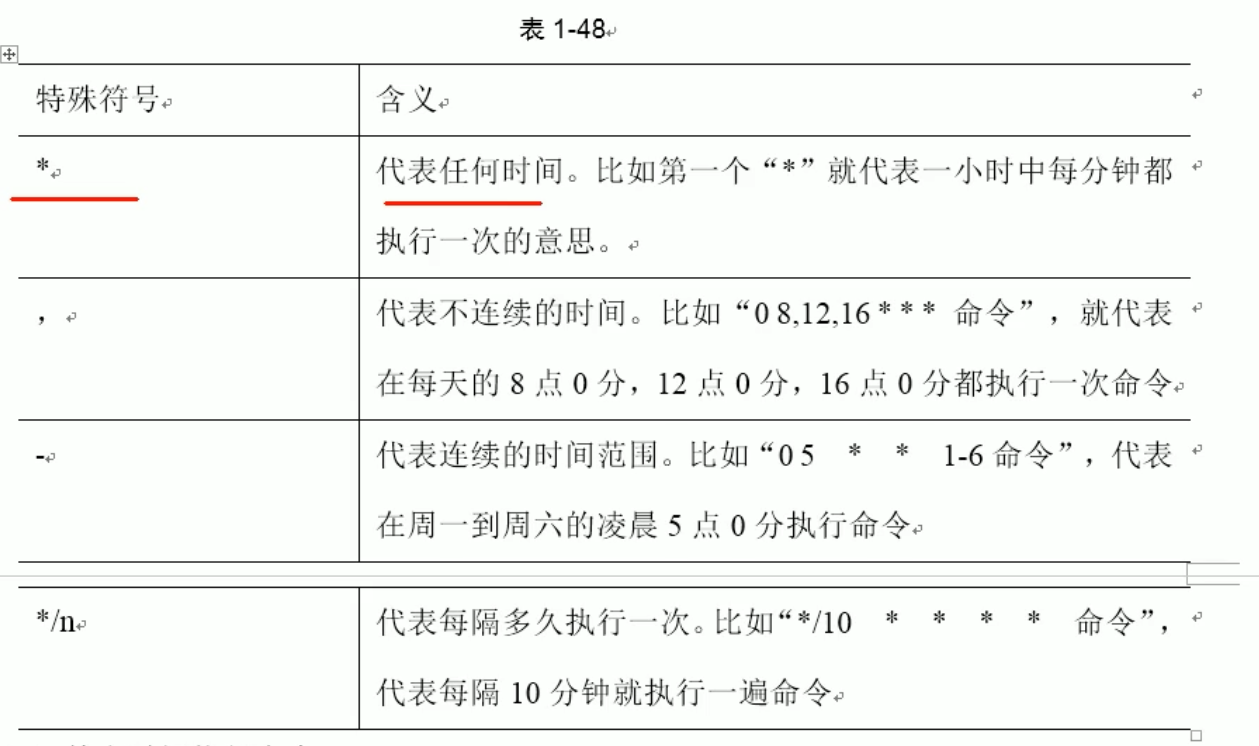 表 1-48
特殊符号
含义
*
代表任何时间。比如第一个“*”就代表一小时中每分钟都
执行一次的意思。
，
代表不连续的时间。比如“0 8,12,16 * * * 命令”，就代表
在每天的 8 点 0 分，12 点 0 分，16 点 0 分都执行一次命令
-
代表连续的时间范围。比如“0 5 * * 1-6 命令”，代表
在周一到周六的凌晨 5 点 0 分执行命令
*/n
代表每隔多久执行一次。比如“*/10 * * * * 命令”，
代表每隔 10 分钟就执行一遍命令